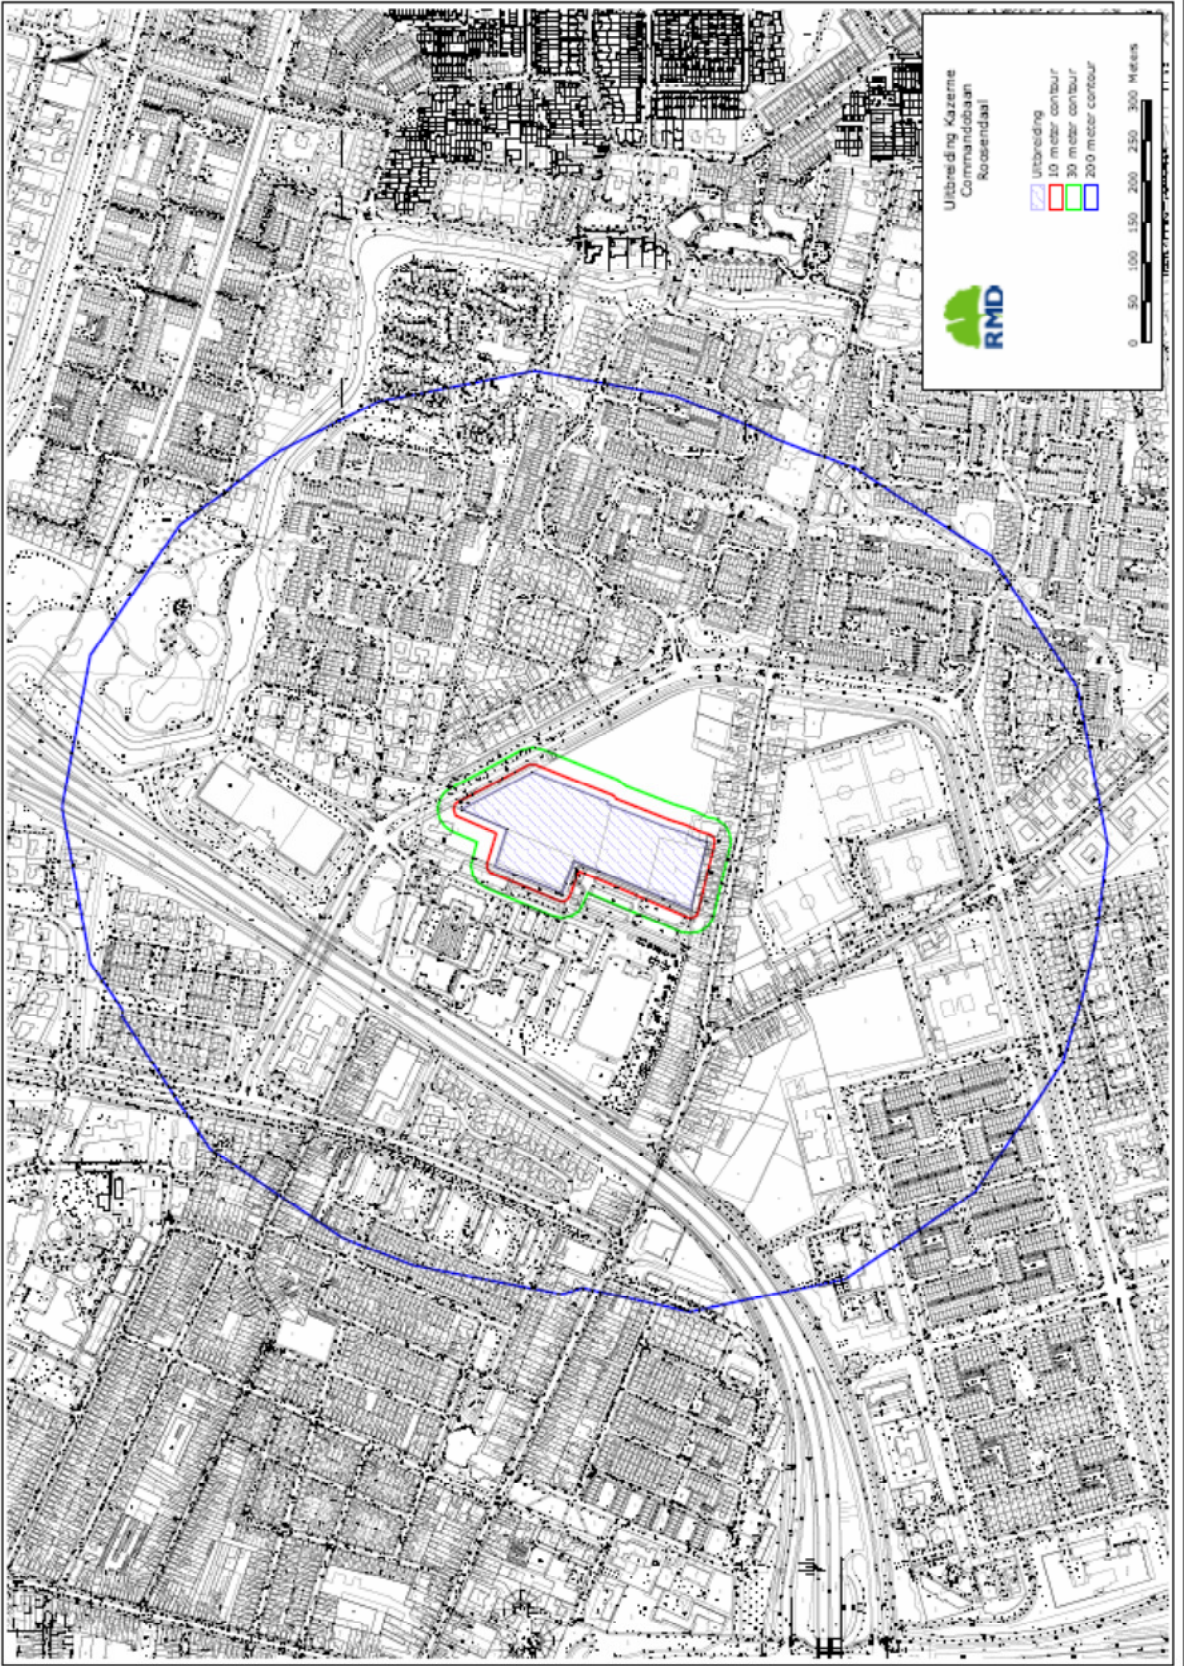 Uitbreiding Kazerne
Commandobaan
Roosendaal
RMD
Uitbreiding
10 meter contour
30 meter contour
200 meter contour
0 50 100 150 200 250 300 Meters